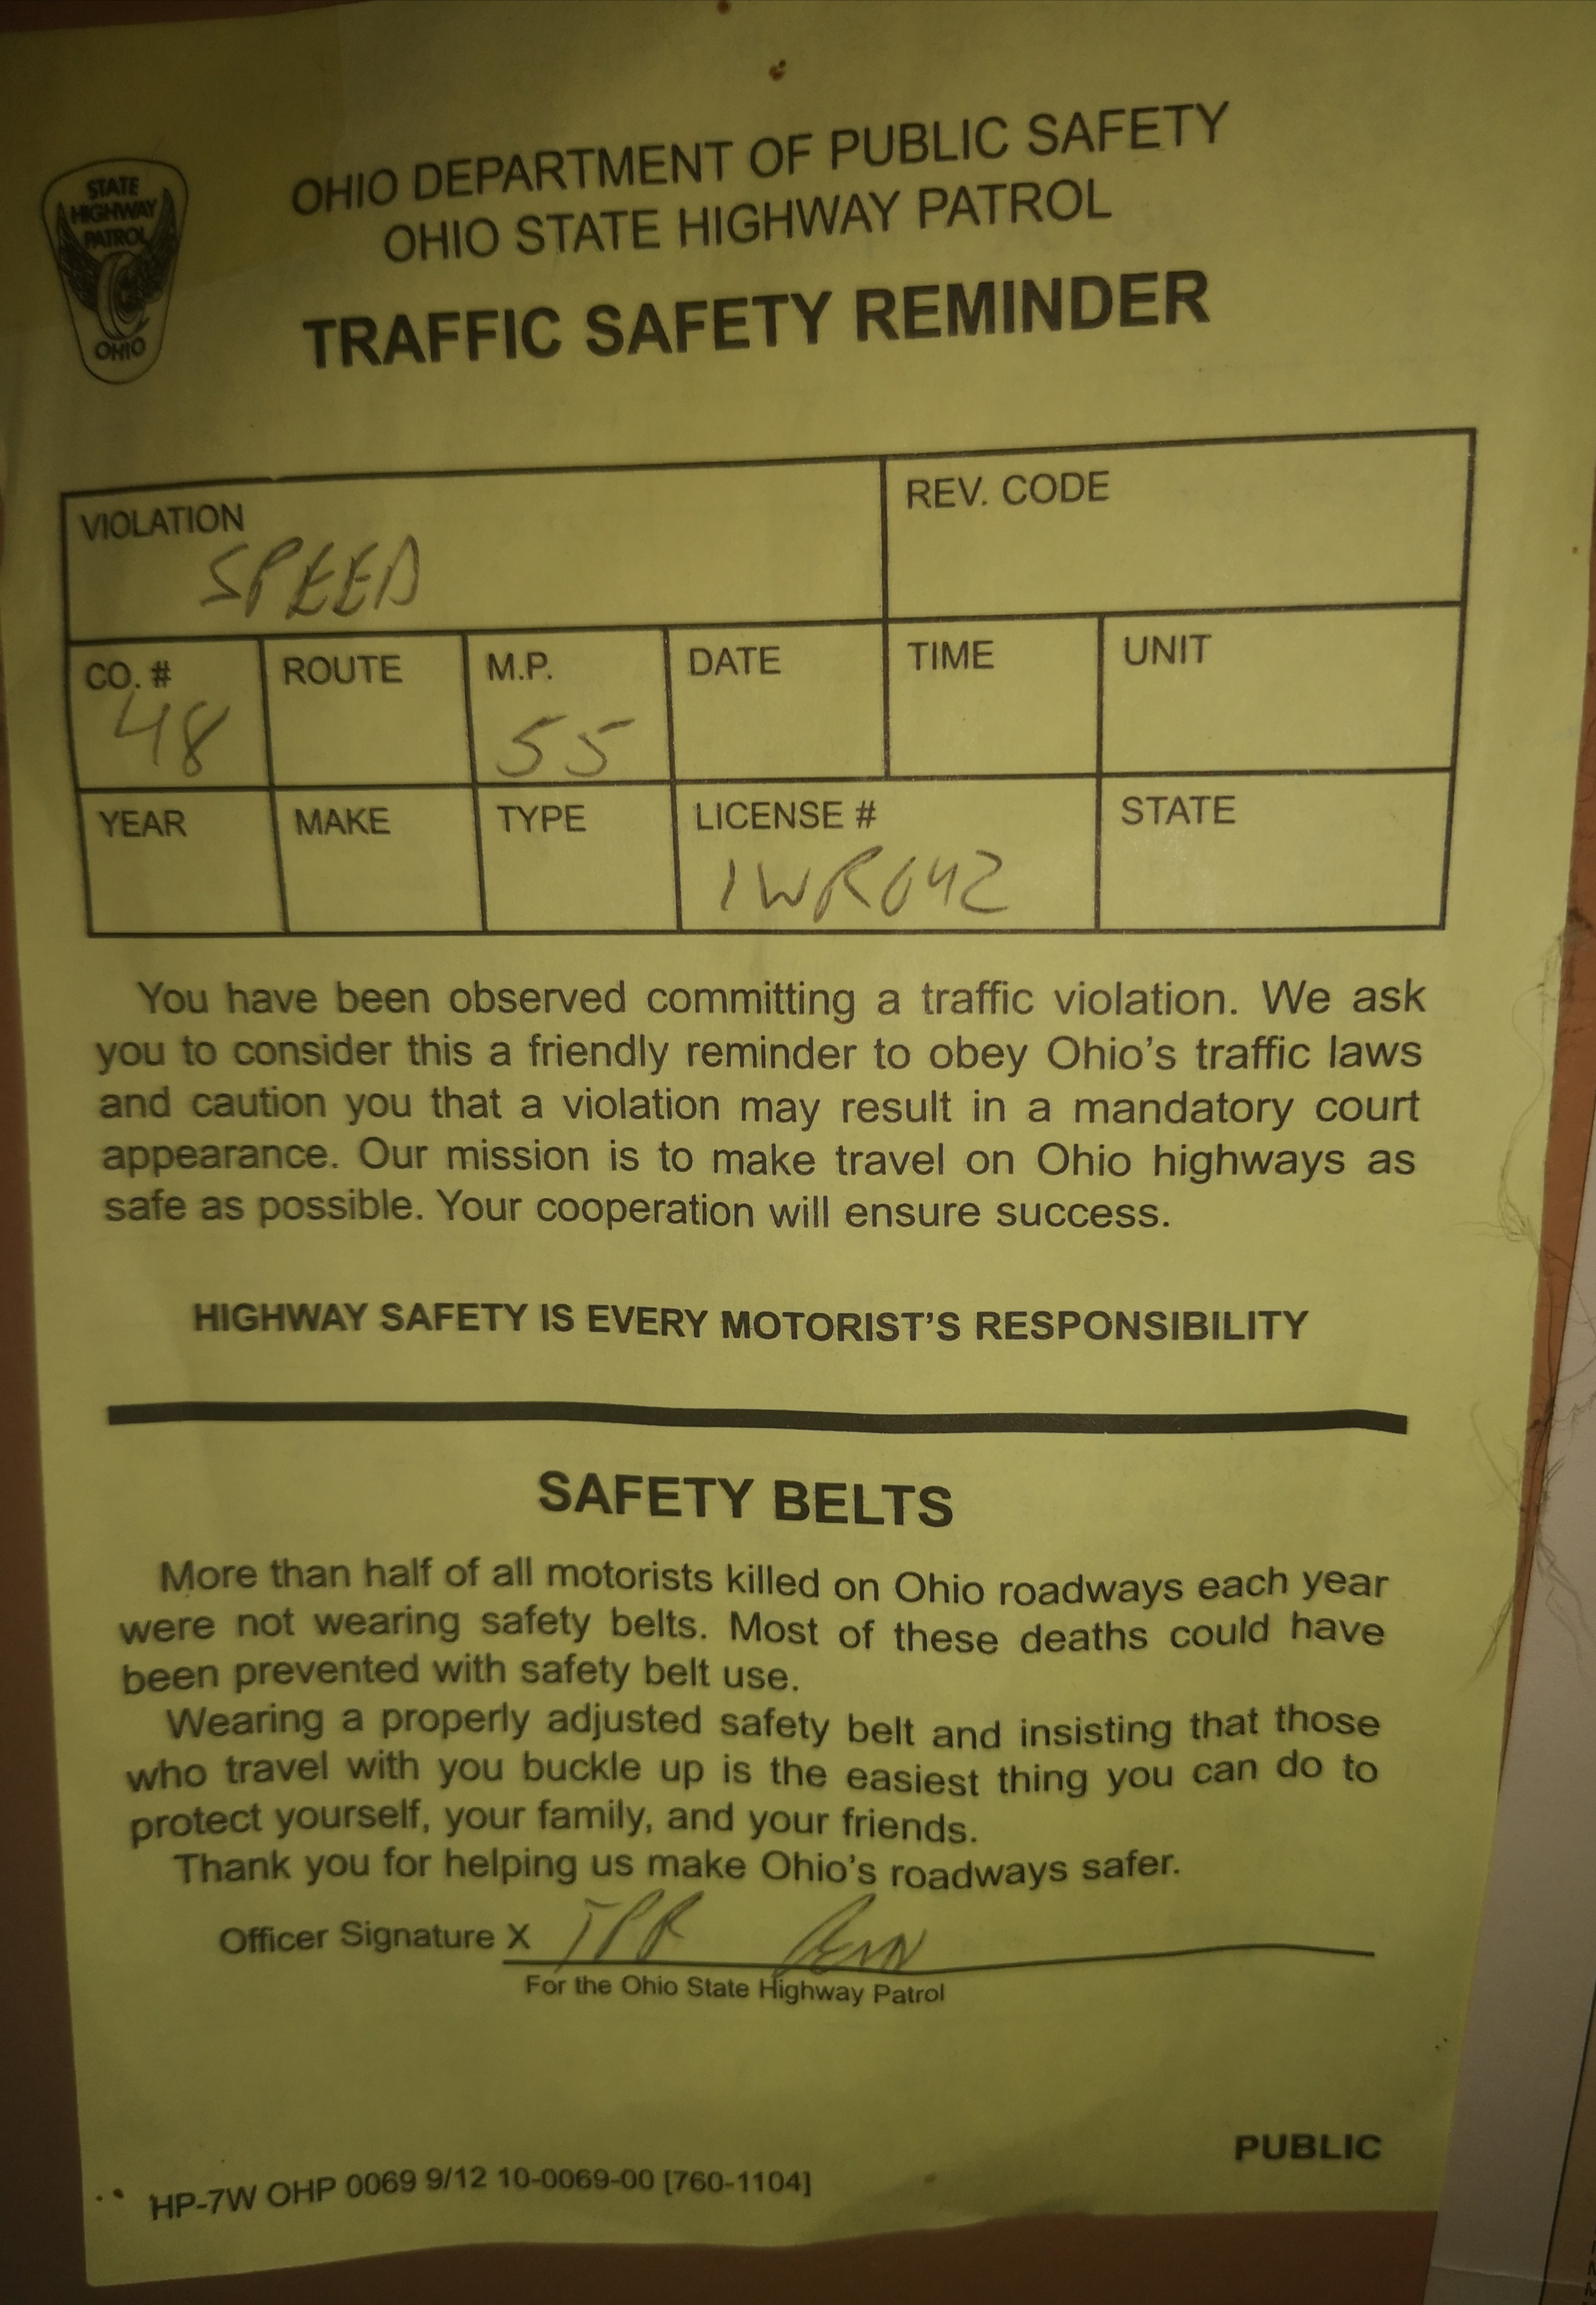 STATE
HIGHWAY
PATROL
OHIO
OHIO DEPARTMENT OF PUBLIC SAFETY
OHIO STATE HIGHWAY PATROL
TRAFFIC SAFETY REMINDER
VIOLATION
SPEED
REV. CODE
CO. #
48
ROUTE
M.P.
55
DATE
TIME
UNIT
YEAR
MAKE
TYPE
LICENSE #
1WR042
STATE
You have been observed committing a traffic violation. We ask
you to consider this a friendly reminder to obey Ohio's traffic laws
and caution you that a violation may result in a mandatory court
appearance. Our mission is to make travel on Ohio highways as
safe as possible. Your cooperation will ensure success.
HIGHWAY SAFETY IS EVERY MOTORIST'S RESPONSIBILITY
SAFETY BELTS
More than half of all motorists killed on Ohio roadways each year
were not wearing safety belts. Most of these deaths could have
been prevented with safety belt use.
Wearing a properly adjusted safety belt and insisting that those
who travel with you buckle up is the easiest thing you can do to
protect yourself, your family, and your friends.
Thank you for helping us make Ohio's roadways safer.
Officer Signature X TPR
For the Ohio State Highway Patrol
PUBLIC
HP-7W OHP 0069 9/12 10-0069-00 [760-1104]